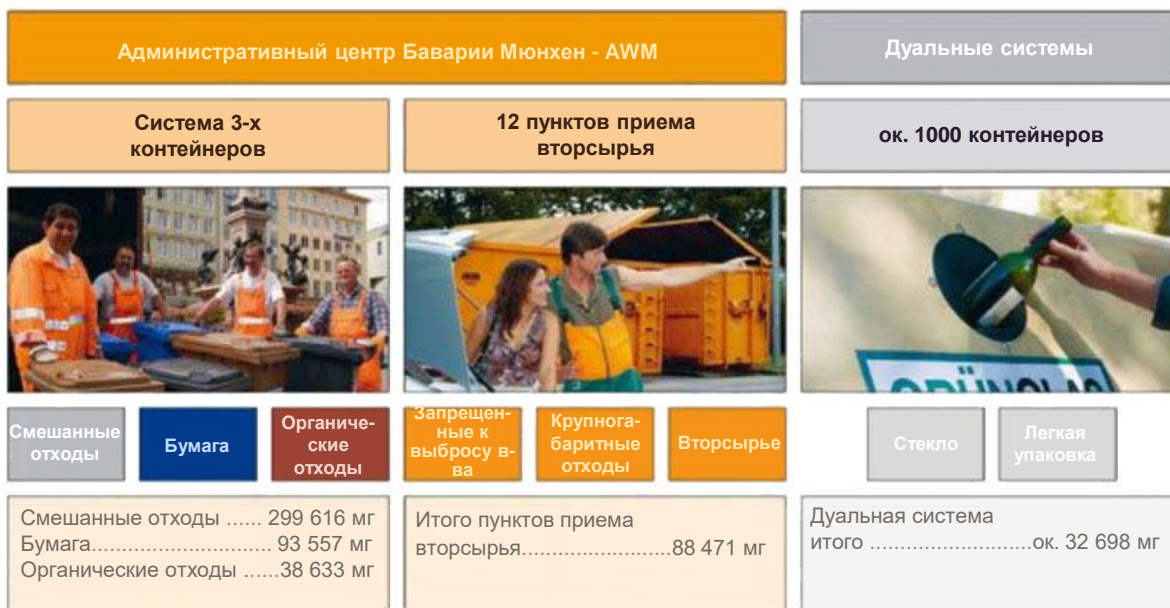 Административный центр Баварии Мюнхен - AWM
Дуальные системы
Система 3-х
контейнеров
12 пунктов приема
вторсырья
ок. 1000 контейнеров
GRÜNGLAS
Смешанные
отходы
Бумага
Органиче-
ские
отходы
Запрещен-
ные к
выбросу в-
ва
Крупнога-
баритные
отходы
Вторсырье
Стекло
Легкая
упаковка
Смешанные отходы ...... 299 616 мг
Бумага............................ 93 557 мг
Органические отходы ......38 633 мг
Итого пунктов приема
вторсырья.......................88 471 мг
Дуальная система
итого .........................ок. 32 698 мг